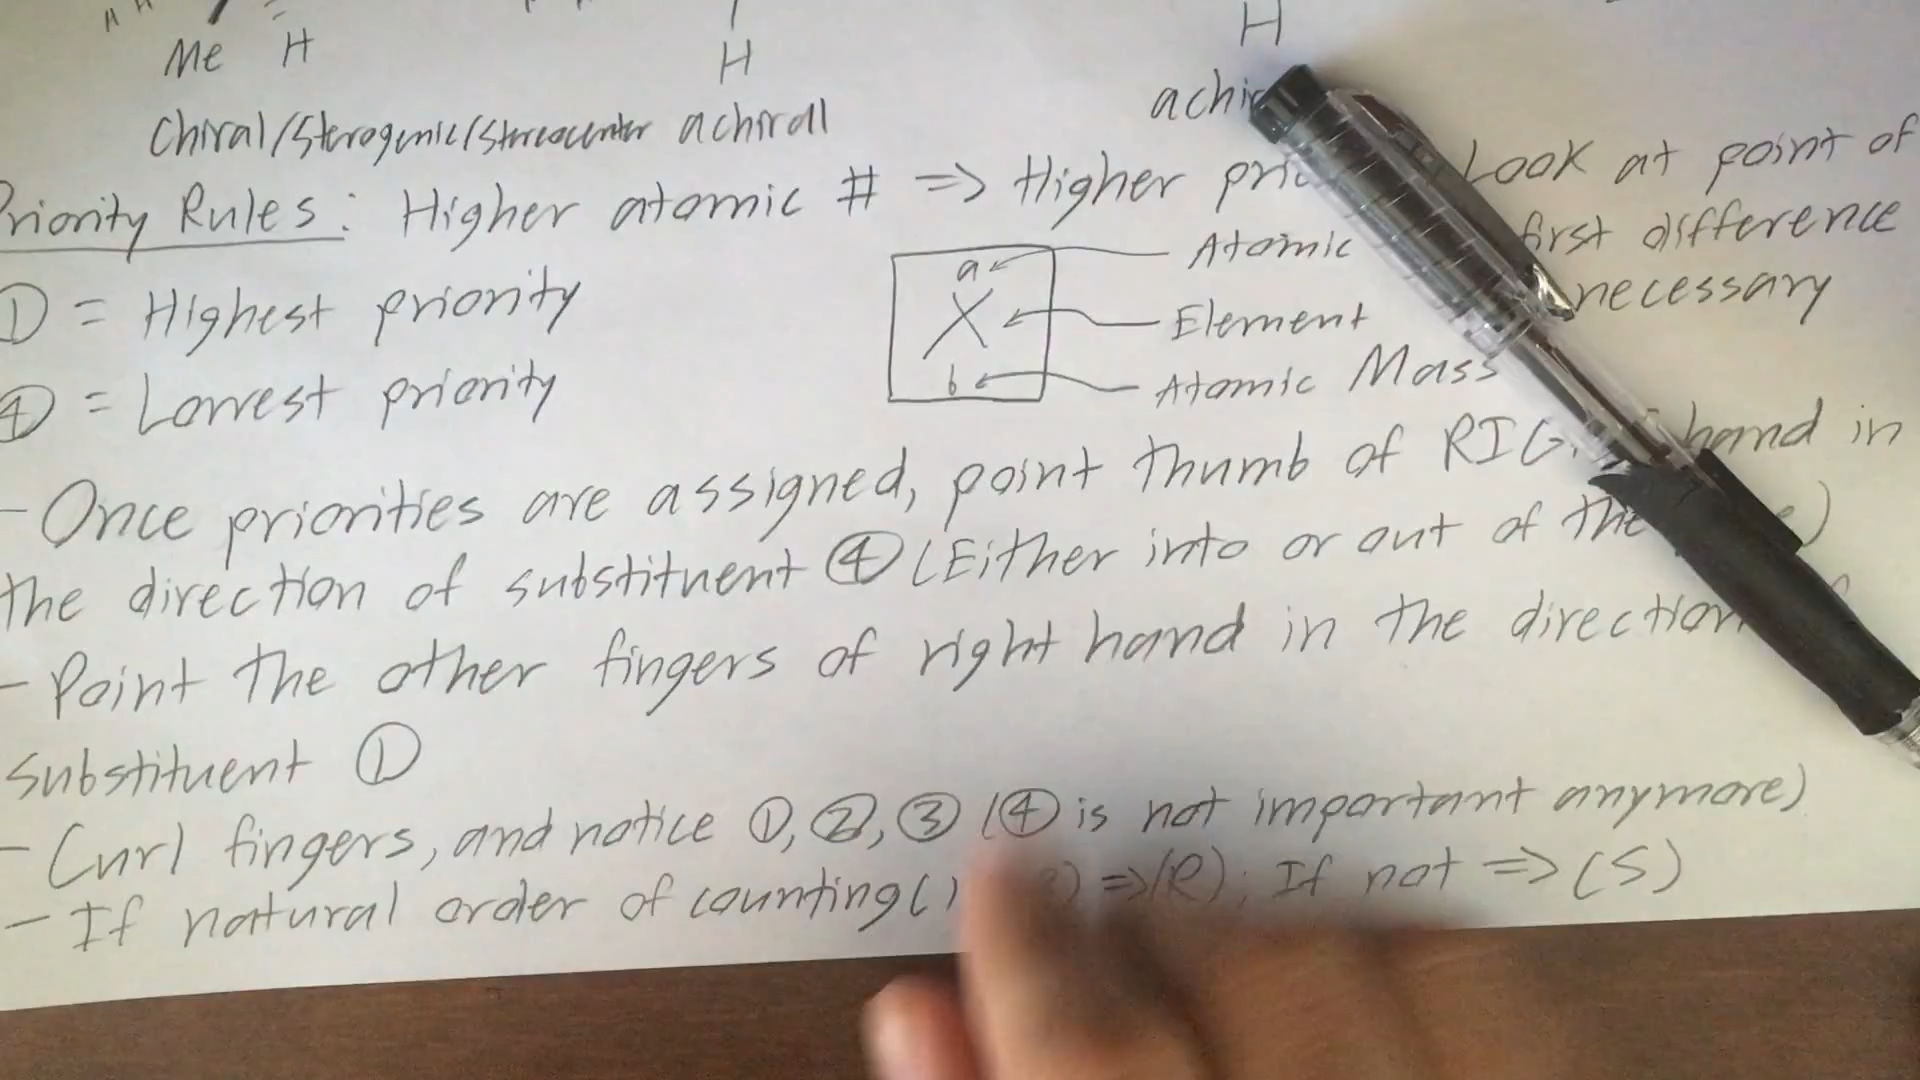 Me H H H
Chiral/Sterogenic/Stereocenter achiral
Priority Rules: Higher atomic # => Higher Look at point of
first difference
necessary
① = Highest priority
④ = Lowest priority
a Atomic
X Element
b Atomic Mass
- Once priorities are assigned, point thumb of hand in
the direction of substituent ④ (Either into or out of the
- Point the other fingers of right hand in the direction
substituent ①
- Curl fingers, and notice ①, ②, ③ (④ is not important anymore)
- If natural order of counting (1 3) => (R); If not => (S)